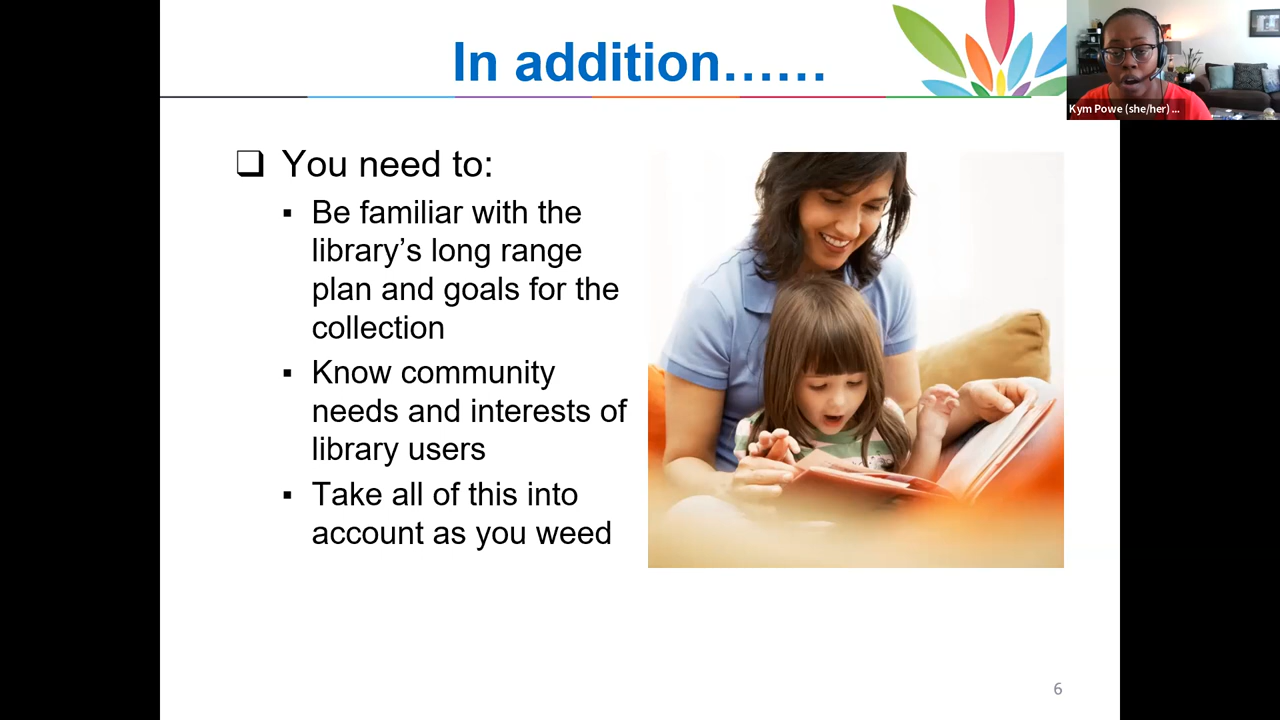 In addition……
Kym Powe (she/her) ...
❑ You need to:
▪ Be familiar with the
library’s long range
plan and goals for the
collection
▪ Know community
needs and interests of
library users
▪ Take all of this into
account as you weed
6